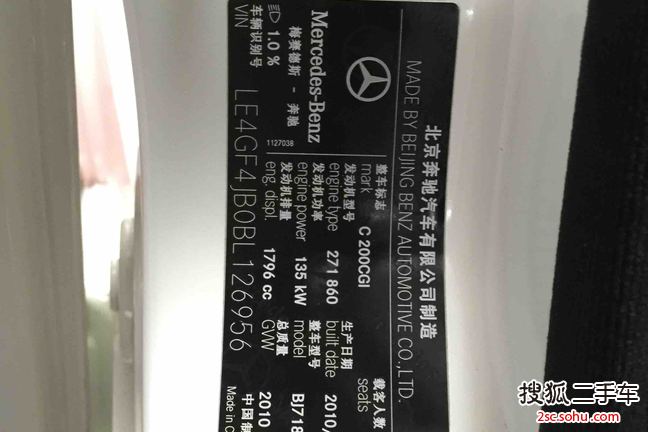 北京奔驰汽车有限公司制造
MADE BY BEIJING BENZ AUTOMOTIVE CO., LTD.
Mercedes-Benz
梅赛德斯 - 奔驰
1127038
整车标志 载客人数
mark C 200CGI seats
发动机型号 生产日期
engine type 271 860 built date 2010
发动机功率 整车型号
engine power 135 kW model BJ718
发动机排量 总质量
eng. displ. 1796 cc GVW 2010
1.0 %
车辆识别号 中国制
VIN LE4GF4JB0BL126956 Made in C
搜狐二手车
2sc.sohu.com